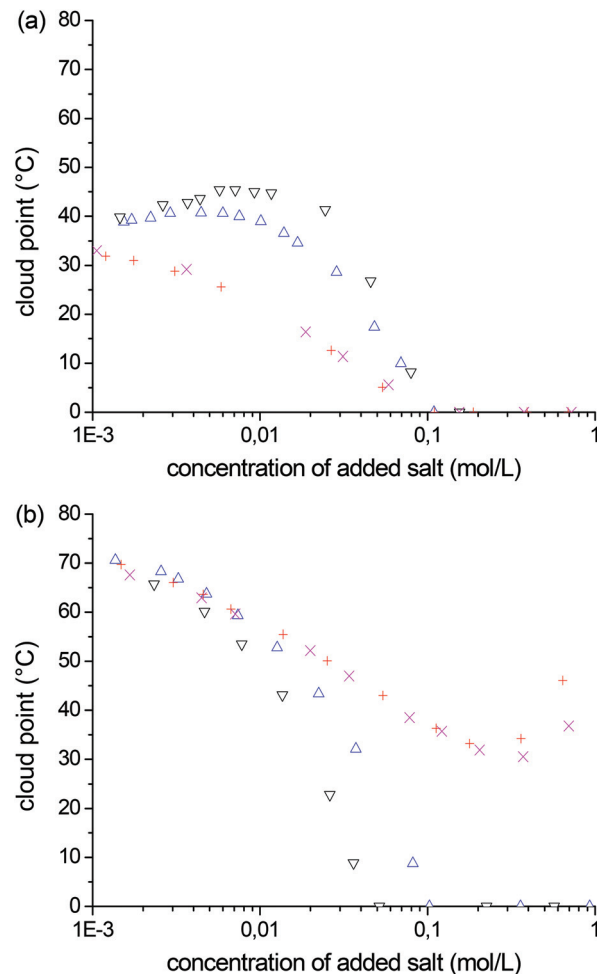 (a)
80
70
60
50
40
30
20
10
0
cloud point (°C)
1E-3 0,01 0,1 1
concentration of added salt (mol/L)
(b)
80
70
60
50
40
30
20
10
0
cloud point (°C)
1E-3 0,01 0,1 1
concentration of added salt (mol/L)